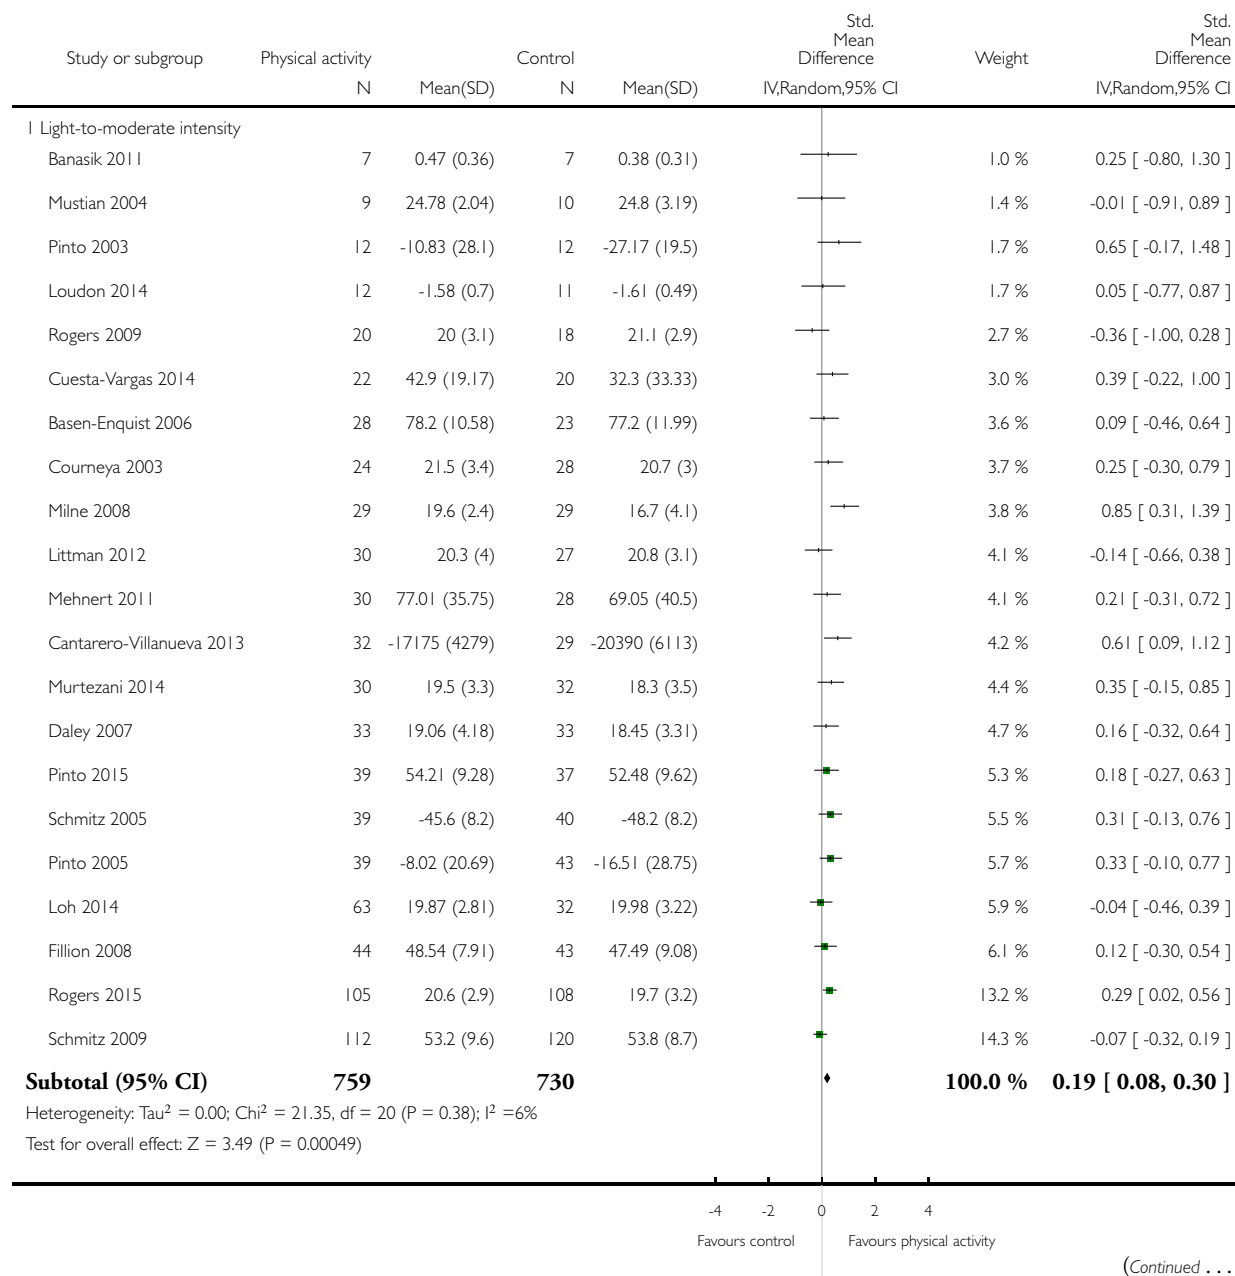 Std. Mean Difference Std. Mean Difference
Study or subgroup Physical activity Control Weight
N Mean(SD) N Mean(SD) IV,Random,95% CI IV,Random,95% CI
1 Light-to-moderate intensity
Banasik 2011 7 0.47 (0.36) 7 0.38 (0.31) 1.0 % 0.25 [ -0.80, 1.30 ]
Mustian 2004 9 24.78 (2.04) 10 24.8 (3.19) 1.4 % -0.01 [ -0.91, 0.89 ]
Pinto 2003 12 -10.83 (28.1) 12 -27.17 (19.5) 1.7 % 0.65 [ -0.17, 1.48 ]
Loudon 2014 12 -1.58 (0.7) 11 -1.61 (0.49) 1.7 % 0.05 [ -0.77, 0.87 ]
Rogers 2009 20 20 (3.1) 18 21.1 (2.9) 2.7 % -0.36 [ -1.00, 0.28 ]
Cuesta-Vargas 2014 22 42.9 (19.17) 20 32.3 (33.33) 3.0 % 0.39 [ -0.22, 1.00 ]
Basen-Enquist 2006 28 78.2 (10.58) 23 77.2 (11.99) 3.6 % 0.09 [ -0.46, 0.64 ]
Courneya 2003 24 21.5 (3.4) 28 20.7 (3) 3.7 % 0.25 [ -0.30, 0.79 ]
Milne 2008 29 19.6 (2.4) 29 16.7 (4.1) 3.8 % 0.85 [ 0.31, 1.39 ]
Littman 2012 30 20.3 (4) 27 20.8 (3.1) 4.1 % -0.14 [ -0.66, 0.38 ]
Mehnert 2011 30 77.01 (35.75) 28 69.05 (40.5) 4.1 % 0.21 [ -0.31, 0.72 ]
Cantarero-Villanueva 2013 32 -17175 (4279) 29 -20390 (6113) 4.2 % 0.61 [ 0.09, 1.12 ]
Murtezani 2014 30 19.5 (3.3) 32 18.3 (3.5) 4.4 % 0.35 [ -0.15, 0.85 ]
Daley 2007 33 19.06 (4.18) 33 18.45 (3.31) 4.7 % 0.16 [ -0.32, 0.64 ]
Pinto 2015 39 54.21 (9.28) 37 52.48 (9.62) 5.3 % 0.18 [ -0.27, 0.63 ]
Schmitz 2005 39 -45.6 (8.2) 40 -48.2 (8.2) 5.5 % 0.31 [ -0.13, 0.76 ]
Pinto 2005 39 -8.02 (20.69) 43 -16.51 (28.75) 5.7 % 0.33 [ -0.10, 0.77 ]
Loh 2014 63 19.87 (2.81) 32 19.98 (3.22) 5.9 % -0.04 [ -0.46, 0.39 ]
Fillion 2008 44 48.54 (7.91) 43 47.49 (9.08) 6.1 % 0.12 [ -0.30, 0.54 ]
Rogers 2015 105 20.6 (2.9) 108 19.7 (3.2) 13.2 % 0.29 [ 0.02, 0.56 ]
Schmitz 2009 112 53.2 (9.6) 120 53.8 (8.7) 14.3 % -0.07 [ -0.32, 0.19 ]
Subtotal (95% CI) 759 730 100.0 % 0.19 [ 0.08, 0.30 ]
Heterogeneity: Tau² = 0.00; Chi² = 21.35, df = 20 (P = 0.38); I² =6%
Test for overall effect: Z = 3.49 (P = 0.00049)
-4 -2 0 2 4
Favours control Favours physical activity
(Continued . . .